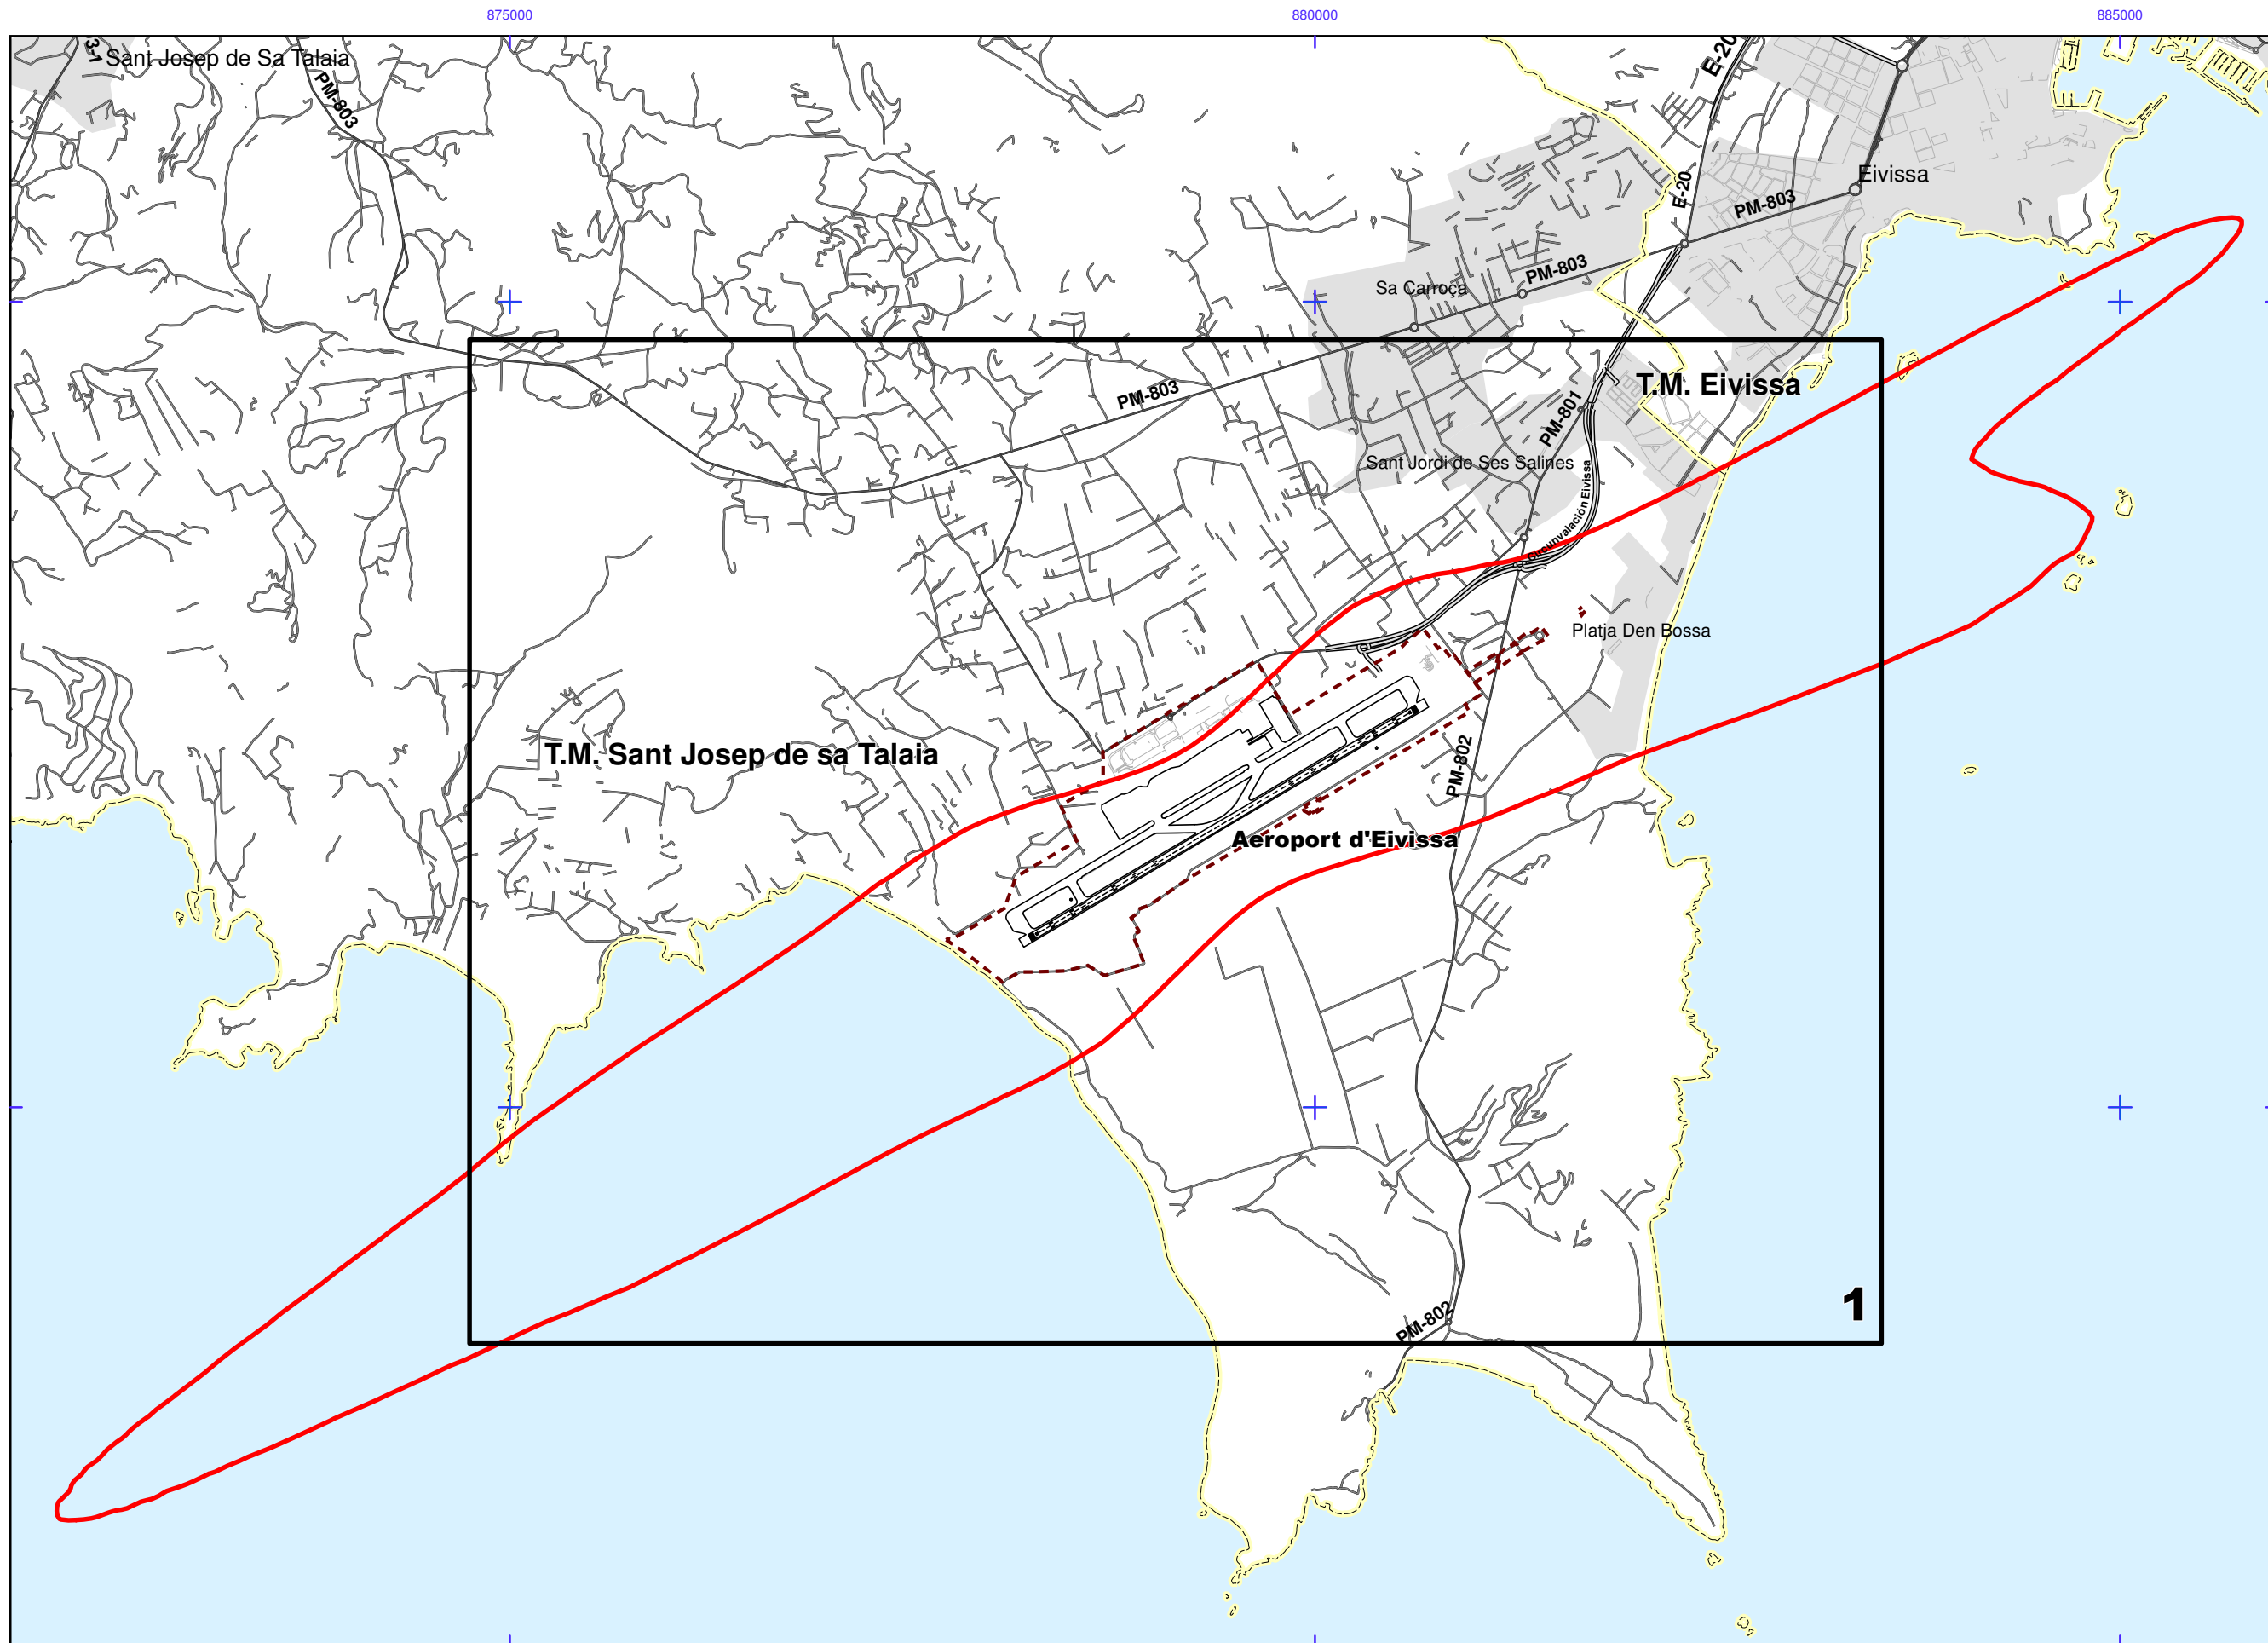 875000
880000
885000
3-1
Sant Josep de Sa Talaia
PM-803
E-20
Eivissa
E-20
PM-803
PM-803
Sa Carroça
T.M. Eivissa
PM-803
PM-801
Sant Jordi de Ses Salines
Circunvalación Eivissa
Platja Den Bossa
T.M. Sant Josep de sa Talaia
PM-802
Aeroport d'Eivissa
1
PM-802